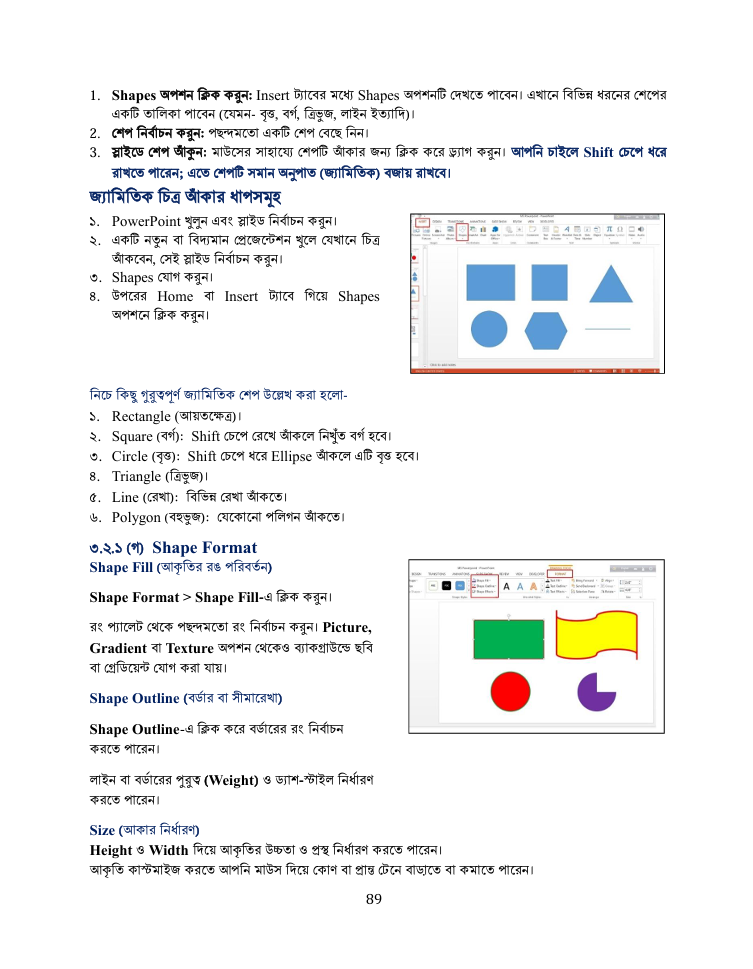 1. Shapes অপশন ক্লিক করুন: Insert ট্যাবের মধ্যে Shapes অপশনটি দেখতে পাবেন। এখানে বিভিন্ন ধরনের শেপের
একটি তালিকা পাবেন (যেমন- বৃত্ত, বর্গ, ত্রিভুজ, লাইন ইত্যাদি)।
2. শেপ নির্বাচন করুন: পছন্দমতো একটি শেপ বেছে নিন।
3. স্লাইডে শেপ আঁকুন: মাউসের সাহায্যে শেপটি আঁকার জন্য ক্লিক করে ড্র্যাগ করুন। আপনি চাইলে Shift চেপে ধরে
রাখতে পারেন; এতে শেপটি সমান অনুপাত (জ্যামিতিক) বজায় রাখবে।
জ্যামিতিক চিত্র আঁকার ধাপসমূহ
১. PowerPoint খুলুন এবং স্লাইড নির্বাচন করুন।
২. একটি নতুন বা বিদ্যমান প্রেজেন্টেশন খুলে যেখানে চিত্র
আঁকবেন, সেই স্লাইড নির্বাচন করুন।
৩. Shapes যোগ করুন।
৪. উপরের Home বা Insert ট্যাবে গিয়ে Shapes
অপশনে ক্লিক করুন।
নিচে কিছু গুরুত্বপূর্ণ জ্যামিতিক শেপ উল্লেখ করা হলো-
১. Rectangle (আয়তক্ষেত্র)।
২. Square (বর্গ): Shift চেপে রেখে আঁকলে নিখুঁত বর্গ হবে।
৩. Circle (বৃত্ত): Shift চেপে ধরে Ellipse আঁকলে এটি বৃত্ত হবে।
৪. Triangle (ত্রিভুজ)।
৫. Line (রেখা): বিভিন্ন রেখা আঁকতে।
৬. Polygon (বহুভুজ): যেকোনো পলিগন আঁকতে।
৩.২.১ (গ) Shape Format
Shape Fill (আকৃতির রঙ পরিবর্তন)
Shape Format > Shape Fill-এ ক্লিক করুন।
রং প্যালেট থেকে পছন্দমতো রং নির্বাচন করুন। Picture,
Gradient বা Texture অপশন থেকেও ব্যাকগ্রাউন্ডে ছবি
বা গ্রেডিয়েন্ট যোগ করা যায়।
Shape Outline (বর্ডার বা সীমারেখা)
Shape Outline-এ ক্লিক করে বর্ডারের রং নির্বাচন
করতে পারেন।
লাইন বা বর্ডারের পুরুত্ব (Weight) ও ড্যাশ-স্টাইল নির্ধারণ
করতে পারেন।
Size (আকার নির্ধারণ)
Height ও Width দিয়ে আকৃতির উচ্চতা ও প্রস্থ নির্ধারণ করতে পারেন।
আকৃতি কাস্টমাইজ করতে আপনি মাউস দিয়ে কোণ বা প্রান্ত টেনে বাড়াতে বা কমাতে পারেন।
89